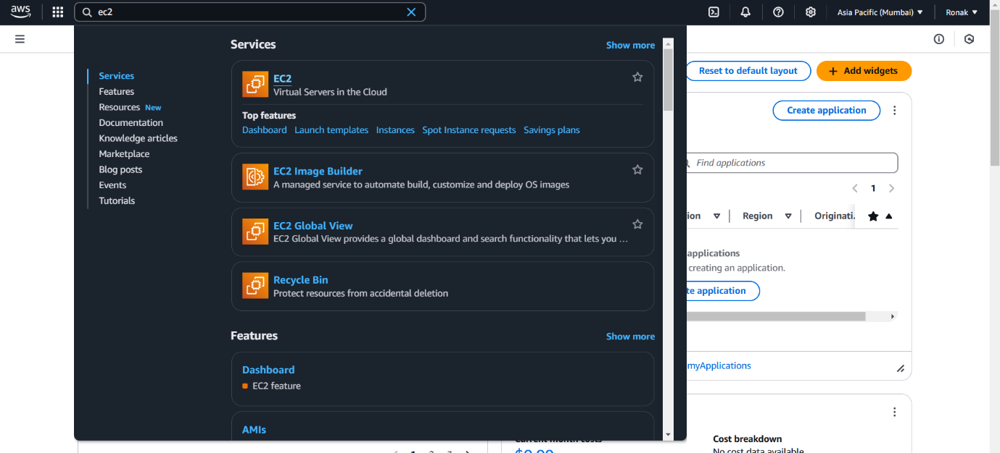 aws
ec2
Asia Pacific (Mumbai)
Ronak
Services
Features
Resources New
Documentation
Knowledge articles
Marketplace
Blog posts
Events
Tutorials
Services
Show more
EC2
Virtual Servers in the Cloud
Top features
Dashboard Launch templates Instances Spot Instance requests Savings plans
EC2 Image Builder
A managed service to automate build, customize and deploy OS images
EC2 Global View
EC2 Global View provides a global dashboard and search functionality that lets you ...
Recycle Bin
Protect resources from accidental deletion
Features
Show more
Dashboard
EC2 feature
AMIs
Reset to default layout
+ Add widgets
Create application
Find applications
1
ion Region Originati.
applications
creating an application.
te application
myApplications
Current month costs
Cost breakdown
No cost data available